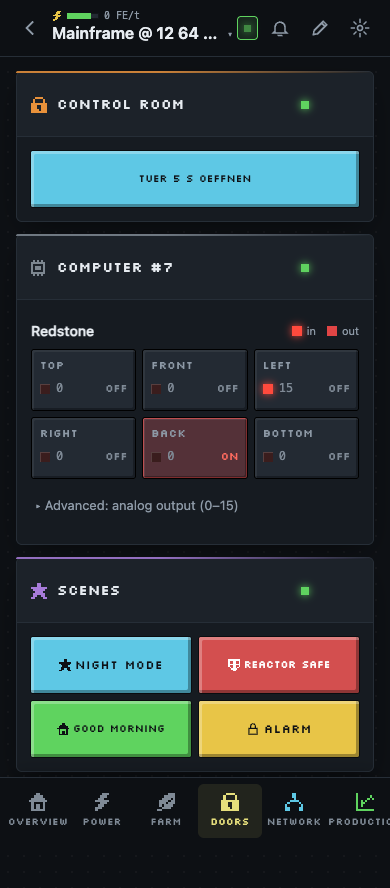 0 FE/t
Mainframe @ 12 64 ...
CONTROL ROOM
TUER 5 S OEFFNEN
COMPUTER #7
Redstone in out
TOP FRONT LEFT
0 OFF 0 OFF 15 OFF
RIGHT BACK BOTTOM
0 OFF 0 ON 0 OFF
Advanced: analog output (0–15)
SCENES
NIGHT MODE REACTOR SAFE
GOOD MORNING ALARM
OVERVIEW POWER FARM DOORS NETWORK PRODUCTIO